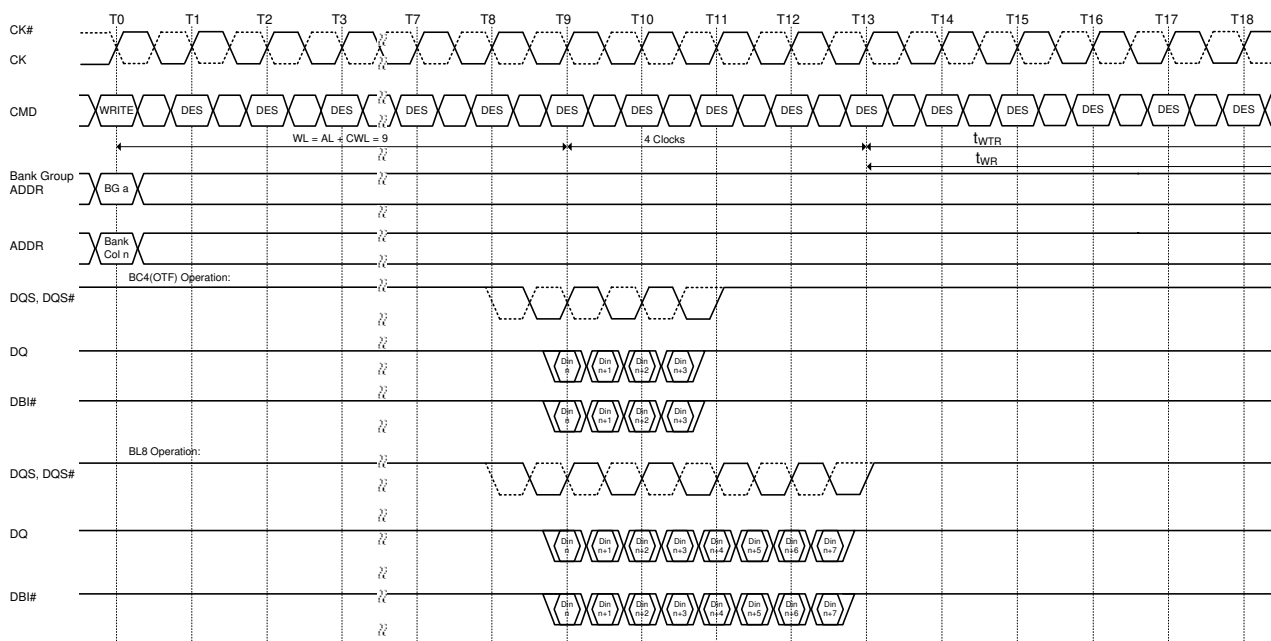 T0 T1 T2 T3 T7 T8 T9 T10 T11 T12 T13 T14 T15 T16 T17 T18
CK#
CK
CMD WRITE DES DES DES DES DES DES DES DES DES DES DES DES DES DES DES
WL = AL + CWL = 9 4 Clocks tWTR
tWR
Bank Group
ADDR
BG a
ADDR
Bank
Col n
BC4(OTF) Operation:
DQS, DQS#
DQ
Din n Din n+1 Din n+2 Din n+3
DBI#
Din n Din n+1 Din n+2 Din n+3
BL8 Operation:
DQS, DQS#
DQ
Din n Din n+1 Din n+2 Din n+3 Din n+4 Din n+5 Din n+6 Din n+7
DBI#
Din n Din n+1 Din n+2 Din n+3 Din n+4 Din n+5 Din n+6 Din n+7